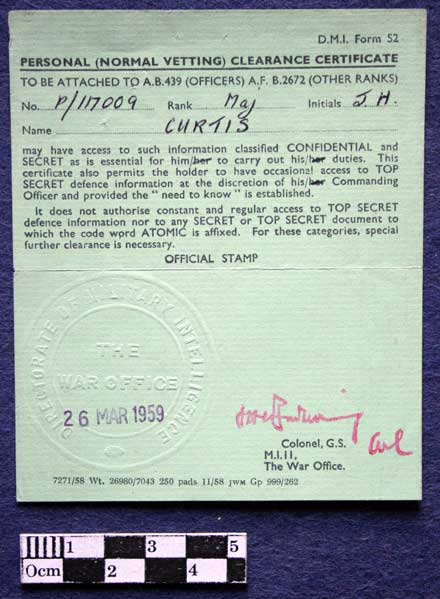 D.M.I. Form 52
PERSONAL (NORMAL VETTING) CLEARANCE CERTIFICATE
TO BE ATTACHED TO A.B.439 (OFFICERS) A.F. B.2672 (OTHER RANKS)
No. P/117009 Rank Maj Initials J. H.
Name CURTIS
may have access to such information classified CONFIDENTIAL and
SECRET as is essential for him/her to carry out his/her duties. This
certificate also permits the holder to have occasional access to TOP
SECRET defence information at the discretion of his/her Commanding
Officer and provided the "need to know" is established.
It does not authorise constant and regular access to TOP SECRET
defence information nor to any SECRET or TOP SECRET document to
which the code word ATOMIC is affixed. For these categories, special
further clearance is necessary.
OFFICIAL STAMP
DIRECTORATE OF MILITARY INTELLIGENCE
THE
WAR OFFICE
26 MAR 1959
Colonel, G.S.
M.I.11,
The War Office.
7271/58 Wt. 26980/7043 250 pads 11/58 JWM Gp 999/262
1 3 5
0cm 2 4